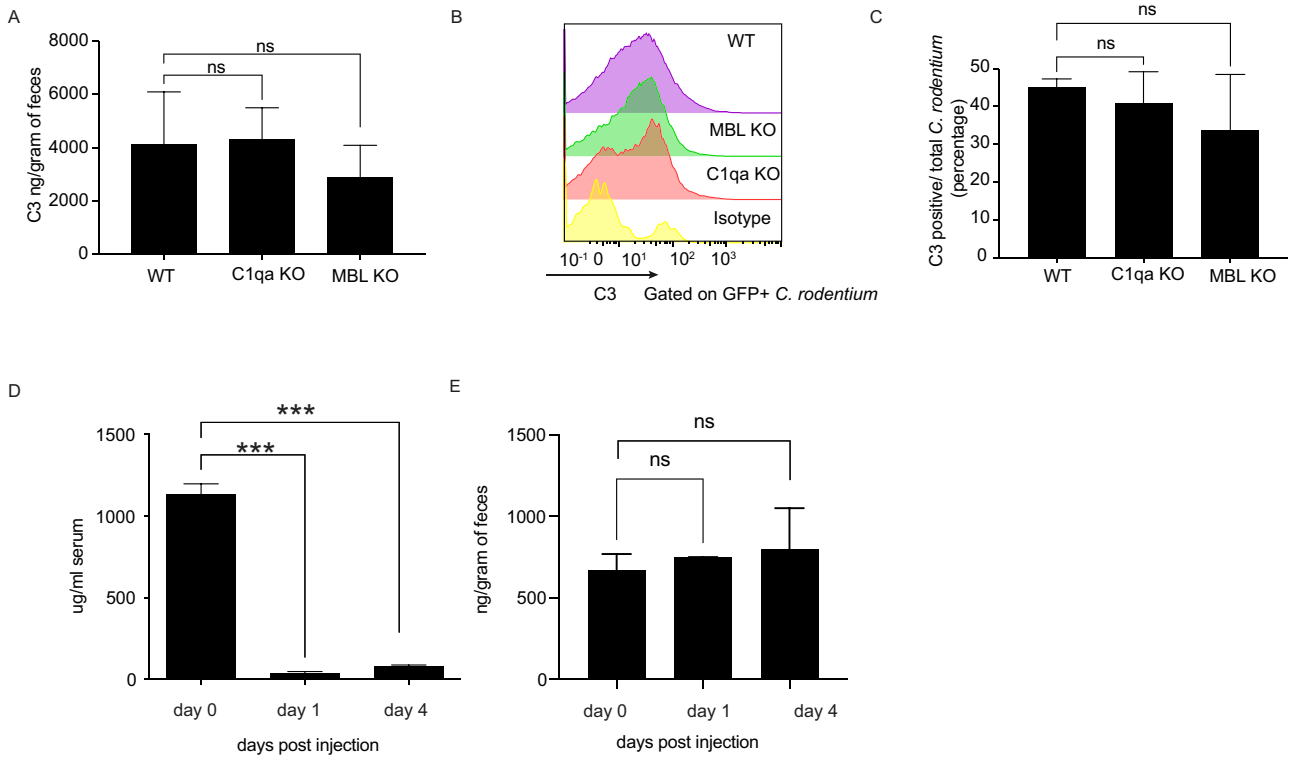 A
C3 ng/gram of feces
8000
6000
4000
2000
0
ns
ns
WT
C1qa KO
MBL KO
B
WT
MBL KO
C1qa KO
Isotype
10-1 0 101 102 103
C3 Gated on GFP+ C. rodentium
C
C3 positive/ total C. rodentium
(percentage)
50
40
30
20
10
0
ns
ns
WT
C1qa KO
MBL KO
D
ug/ml serum
1500
1000
500
0
***
***
day 0
day 1
day 4
days post injection
E
ng/gram of feces
1500
1000
500
0
ns
ns
day 0
day 1
day 4
days post injection